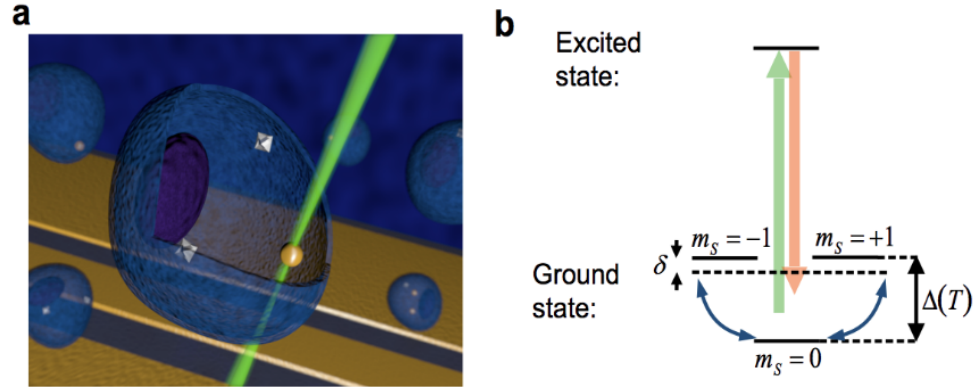 a
b
Excited
state:
m_s = -1
m_s = +1
δ
Ground
state:
Δ(T)
m_s = 0